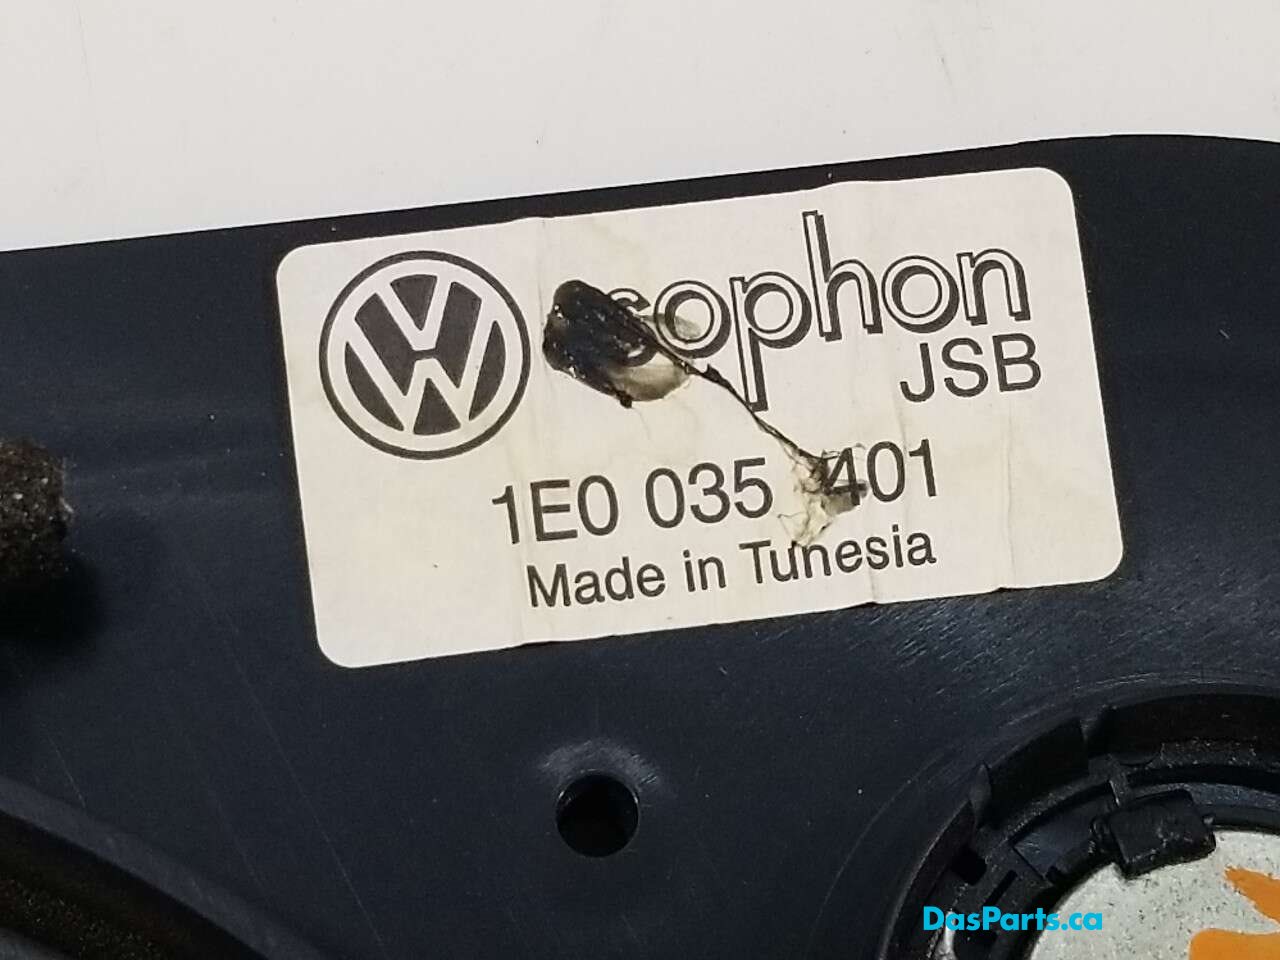 JSB
1E0 035 401
Made in Tunesia
DasParts.ca